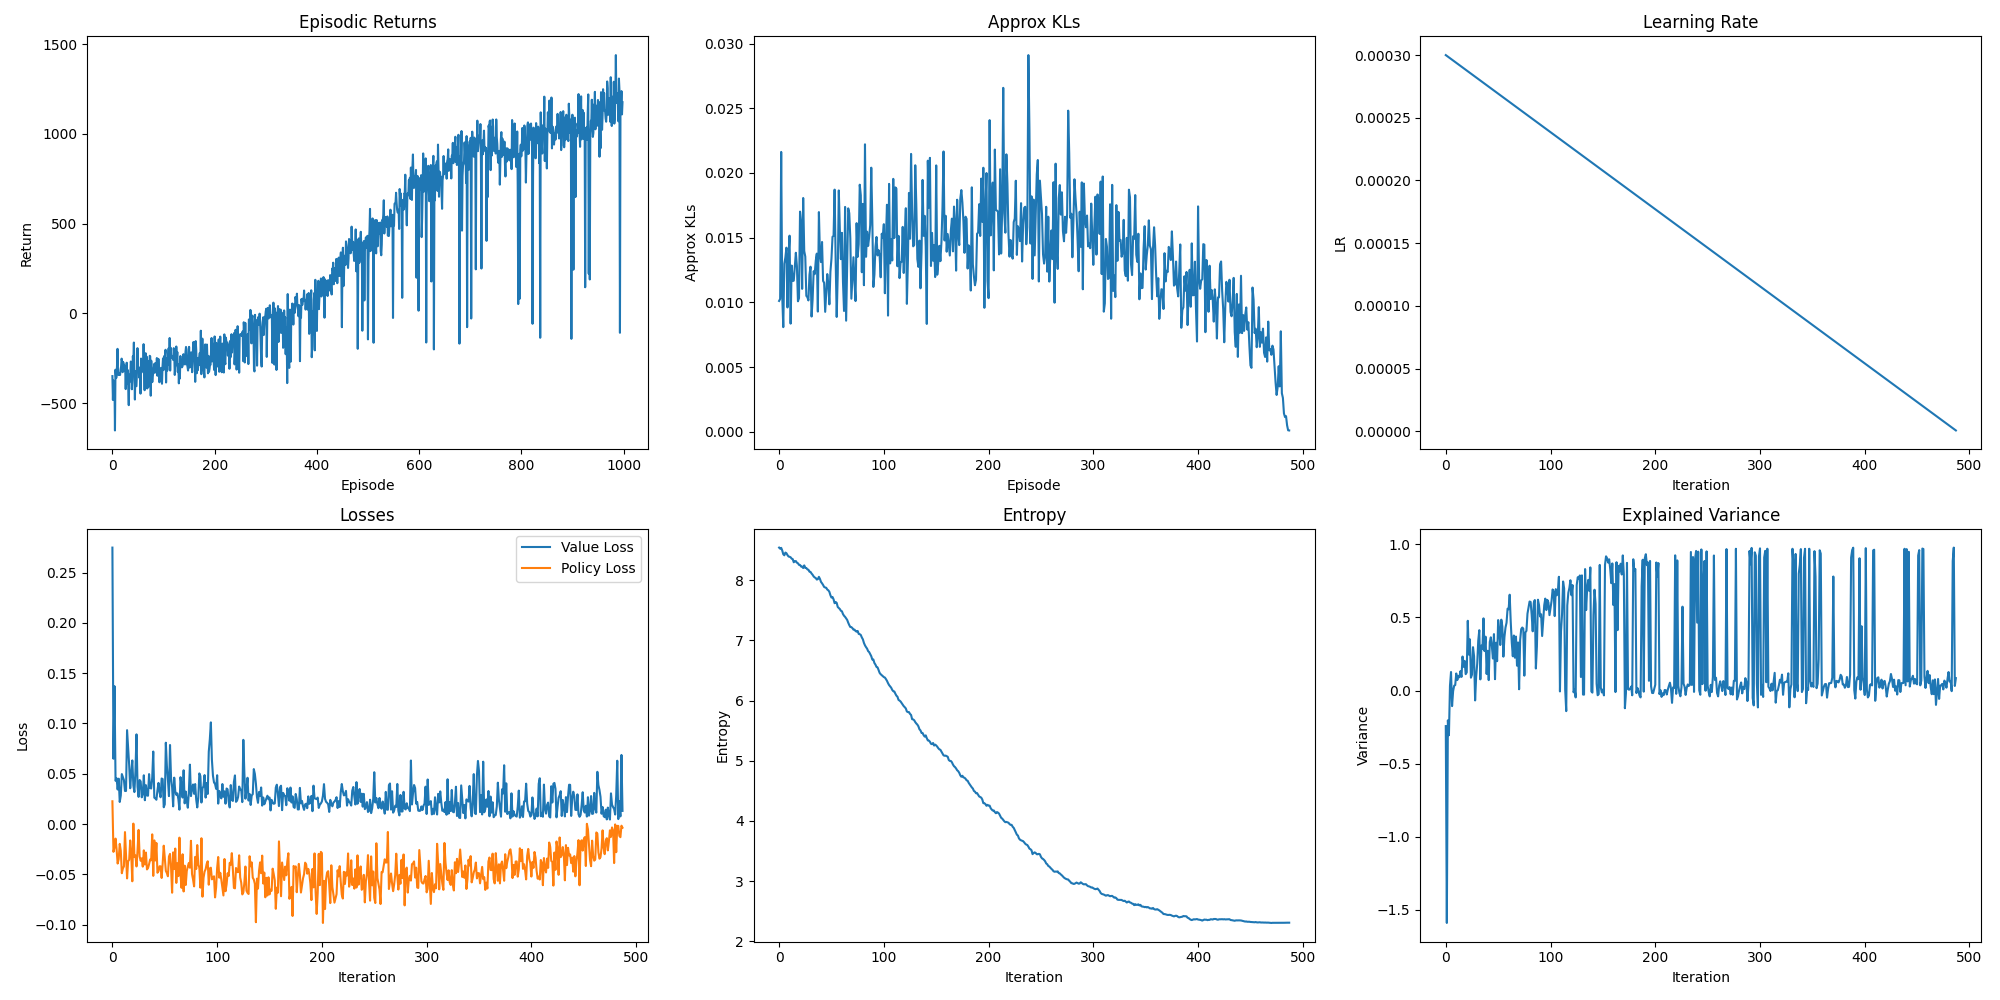 Episodic Returns
1500
1000
500
0
−500
Return
0 200 400 600 800 1000
Episode
Approx KLs
0.030
0.025
0.020
0.015
0.010
0.005
0.000
Approx KLs
0 100 200 300 400 500
Episode
Learning Rate
0.00030
0.00025
0.00020
0.00015
0.00010
0.00005
0.00000
LR
0 100 200 300 400 500
Iteration
Losses
Value Loss
Policy Loss
0.25
0.20
0.15
0.10
0.05
0.00
−0.05
−0.10
Loss
0 100 200 300 400 500
Iteration
Entropy
8
7
6
5
4
3
2
Entropy
0 100 200 300 400 500
Iteration
Explained Variance
1.0
0.5
0.0
−0.5
−1.0
−1.5
Variance
0 100 200 300 400 500
Iteration